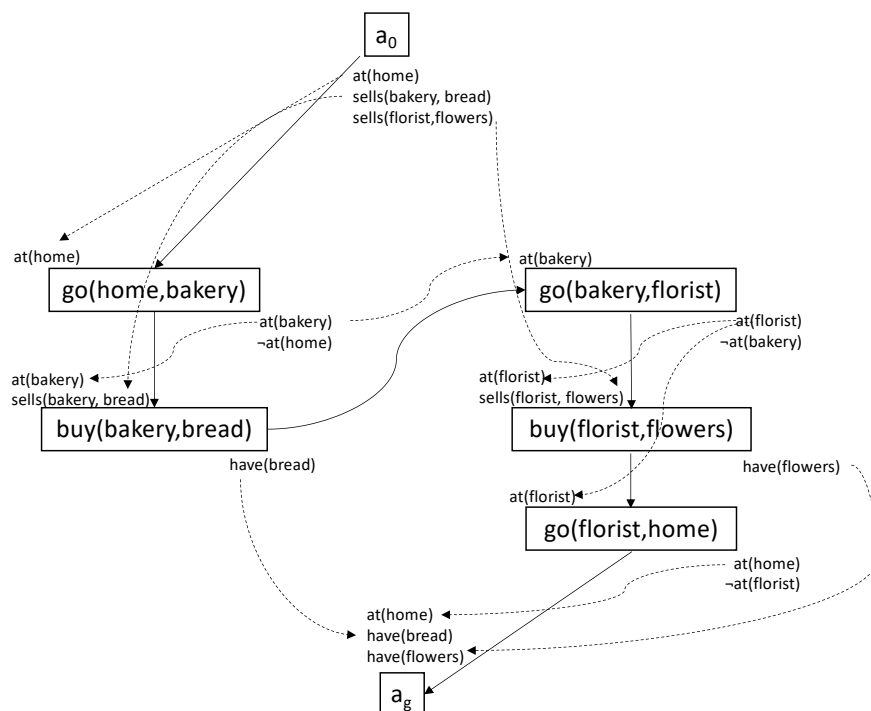 a0
at(home)
sells(bakery, bread)
sells(florist,flowers)
at(home)
go(home,bakery)
at(bakery)
¬at(home)
at(bakery)
sells(bakery, bread)
buy(bakery,bread)
have(bread)
at(bakery)
go(bakery,florist)
at(florist)
¬at(bakery)
at(florist)
sells(florist, flowers)
buy(florist,flowers)
have(flowers)
at(florist)
go(florist,home)
at(home)
¬at(florist)
at(home)
have(bread)
have(flowers)
ag